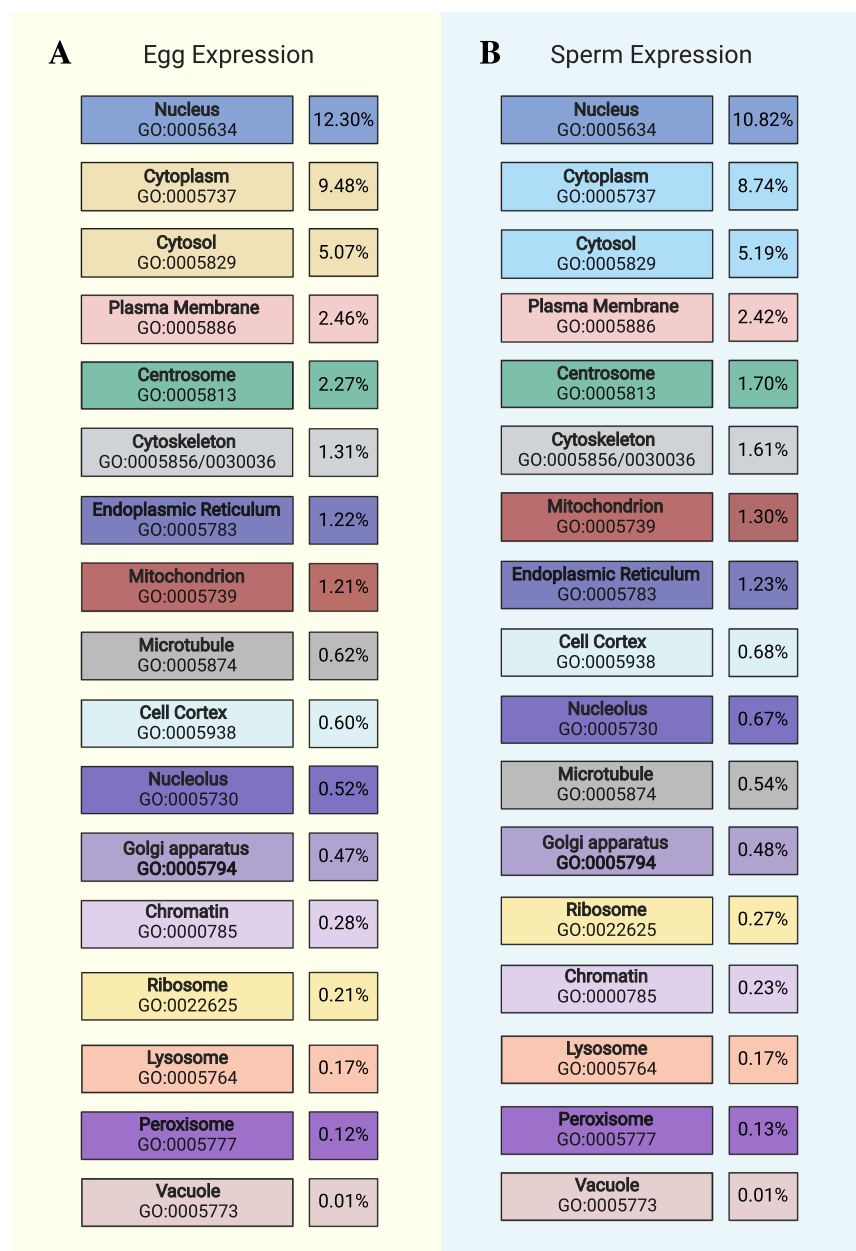 A
Egg Expression
Nucleus
GO:0005634
12.30%
Cytoplasm
GO:0005737
9.48%
Cytosol
GO:0005829
5.07%
Plasma Membrane
GO:0005886
2.46%
Centrosome
GO:0005813
2.27%
Cytoskeleton
GO:0005856/0030036
1.31%
Endoplasmic Reticulum
GO:0005783
1.22%
Mitochondrion
GO:0005739
1.21%
Microtubule
GO:0005874
0.62%
Cell Cortex
GO:0005938
0.60%
Nucleolus
GO:0005730
0.52%
Golgi apparatus
GO:0005794
0.47%
Chromatin
GO:0000785
0.28%
Ribosome
GO:0022625
0.21%
Lysosome
GO:0005764
0.17%
Peroxisome
GO:0005777
0.12%
Vacuole
GO:0005773
0.01%
B
Sperm Expression
Nucleus
GO:0005634
10.82%
Cytoplasm
GO:0005737
8.74%
Cytosol
GO:0005829
5.19%
Plasma Membrane
GO:0005886
2.42%
Centrosome
GO:0005813
1.70%
Cytoskeleton
GO:0005856/0030036
1.61%
Mitochondrion
GO:0005739
1.30%
Endoplasmic Reticulum
GO:0005783
1.23%
Cell Cortex
GO:0005938
0.68%
Nucleolus
GO:0005730
0.67%
Microtubule
GO:0005874
0.54%
Golgi apparatus
GO:0005794
0.48%
Ribosome
GO:0022625
0.27%
Chromatin
GO:0000785
0.23%
Lysosome
GO:0005764
0.17%
Peroxisome
GO:0005777
0.13%
Vacuole
GO:0005773
0.01%